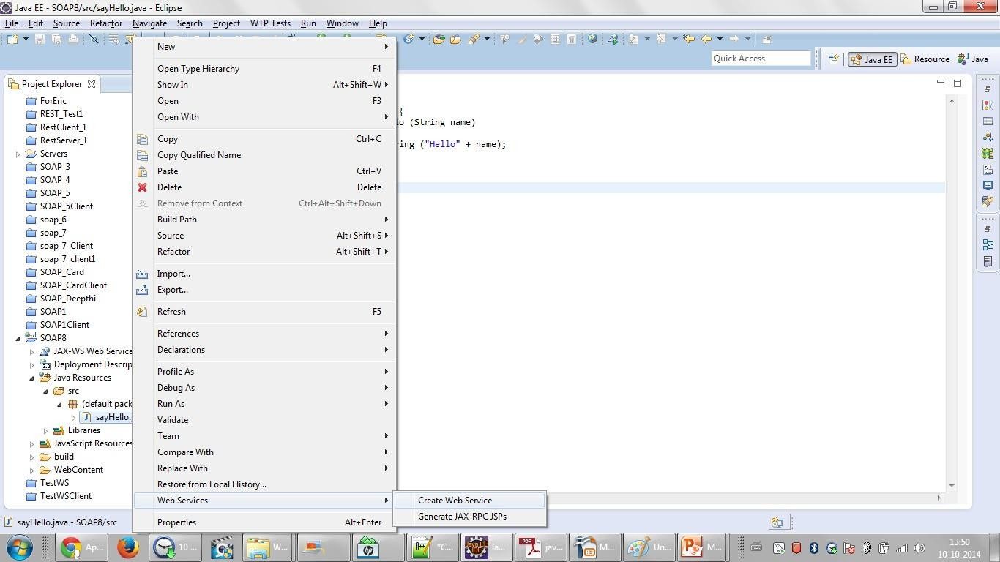 Java EE - SOAP8/src/sayHello.java - Eclipse
File Edit Source Refactor Navigate Search Project WTP Tests Run Window Help
Quick Access
Java EE
Resource
Java
Project Explorer
ForEric
REST_Test1
RestClient_1
RestServer_1
Servers
SOAP_3
SOAP_4
SOAP_5
SOAP_5Client
soap_6
soap_7
soap_7_Client
soap_7_client1
SOAP_Card
SOAP_CardClient
SOAP_Deepthi
SOAP1
SOAP1Client
SOAP8
JAX-WS Web Service
Deployment Descrip
Java Resources
src
(default pack
sayHello.
Libraries
JavaScript Resources
build
WebContent
TestWS
TestWSClient
New
Open Type Hierarchy F4
Show In Alt+Shift+W
Open F3
Open With
Copy Ctrl+C
Copy Qualified Name
Paste Ctrl+V
Delete Delete
Remove from Context Ctrl+Alt+Shift+Down
Build Path
Source Alt+Shift+S
Refactor Alt+Shift+T
Import...
Export...
Refresh F5
References
Declarations
Profile As
Debug As
Run As
Validate
Team
Compare With
Replace With
Restore from Local History...
Web Services
Properties Alt+Enter
Create Web Service
Generate JAX-RPC JSPs
{
lo (String name)
ring ("Hello" + name);
sayHello.java - SOAP8/src
Ap...
10 ...
W...
*C...
Java EE IDE
Ja...
PDF
jav...
M...
Un...
M...
13:50
10-10-2014